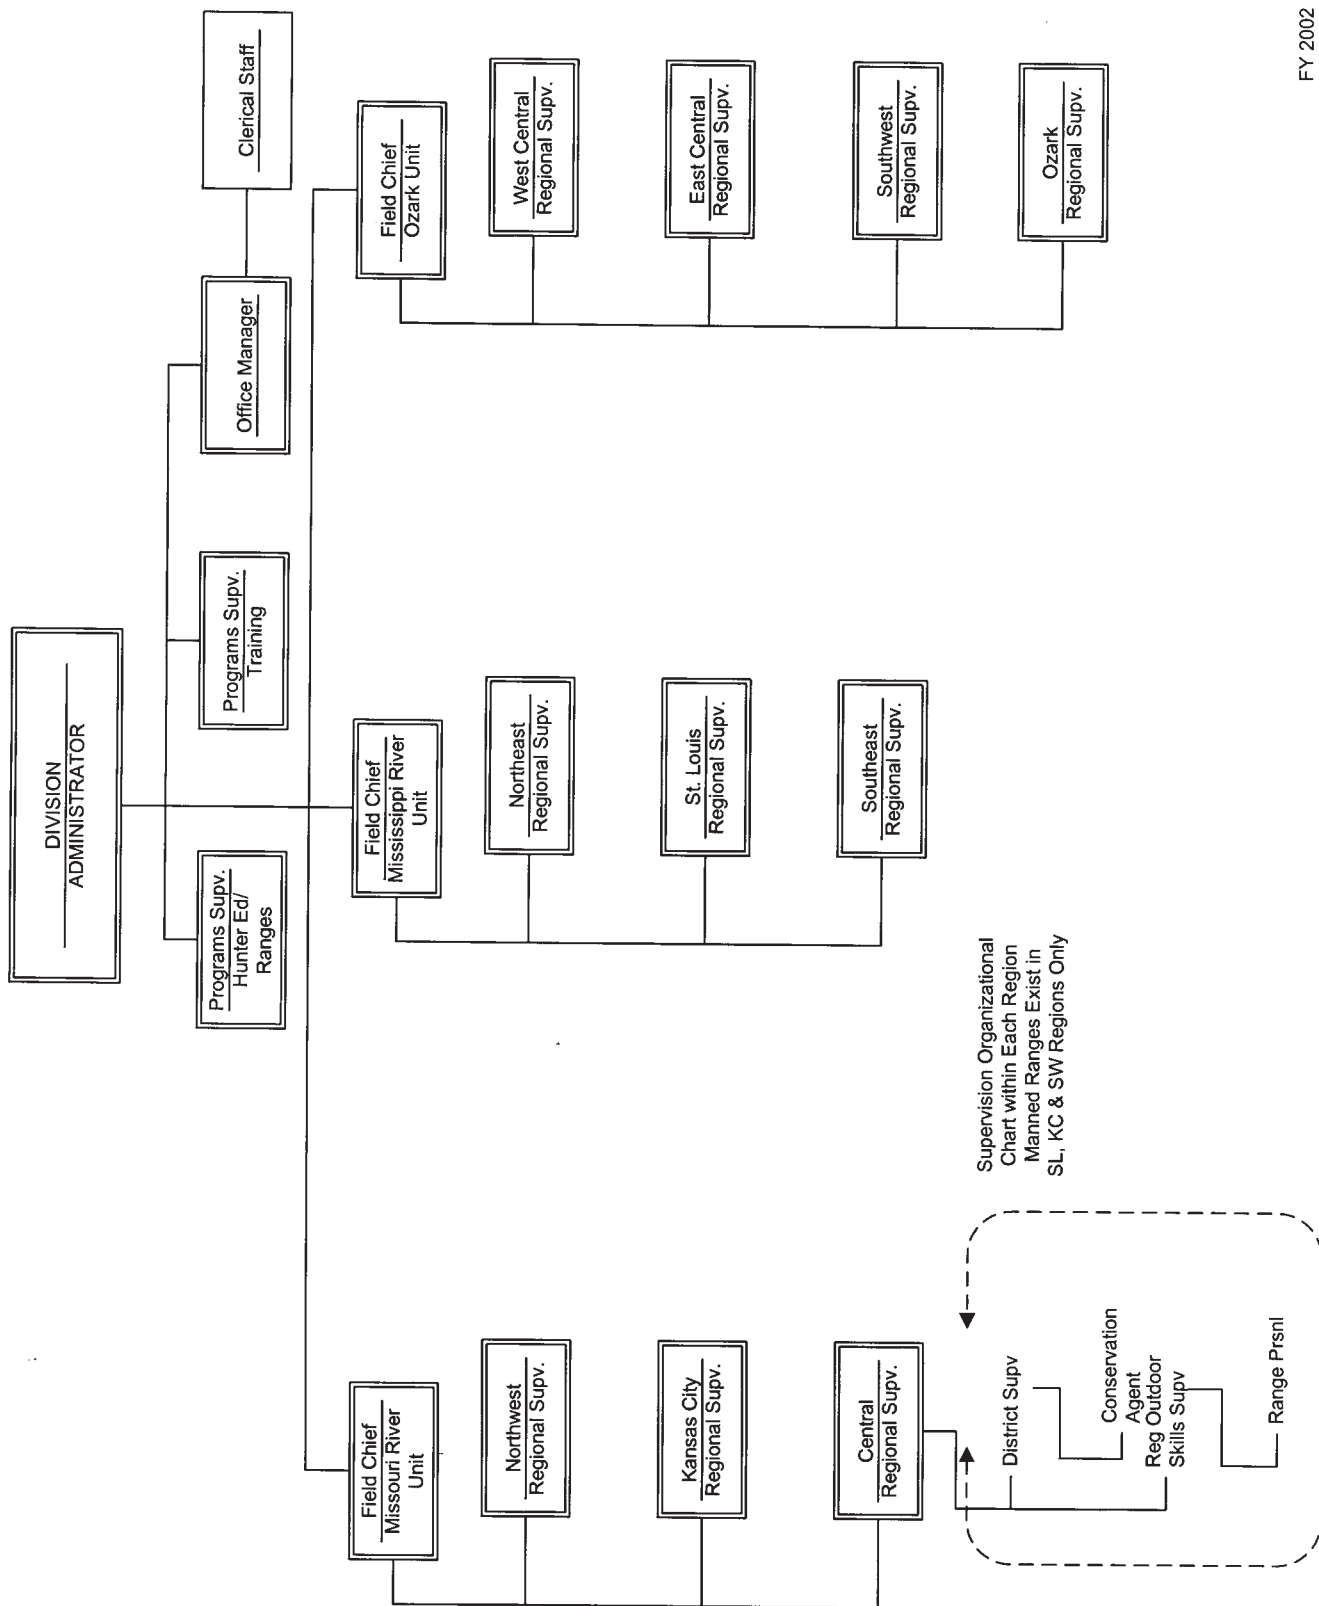 DIVISION
ADMINISTRATOR
Programs Supv.
Hunter Ed/
Ranges
Programs Supv.
Training
Office Manager
Clerical Staff
Field Chief
Missouri River
Unit
Northwest
Regional Supv.
Kansas City
Regional Supv.
Central
Regional Supv.
District Supv
Conservation
Agent
Reg Outdoor
Skills Supv
Range Prsnl
Supervision Organizational
Chart within Each Region
Manned Ranges Exist in
SL, KC & SW Regions Only
Field Chief
Mississippi River
Unit
Northeast
Regional Supv.
St. Louis
Regional Supv.
Southeast
Regional Supv.
Field Chief
Ozark Unit
West Central
Regional Supv.
East Central
Regional Supv.
Southwest
Regional Supv.
Ozark
Regional Supv.
FY 2002